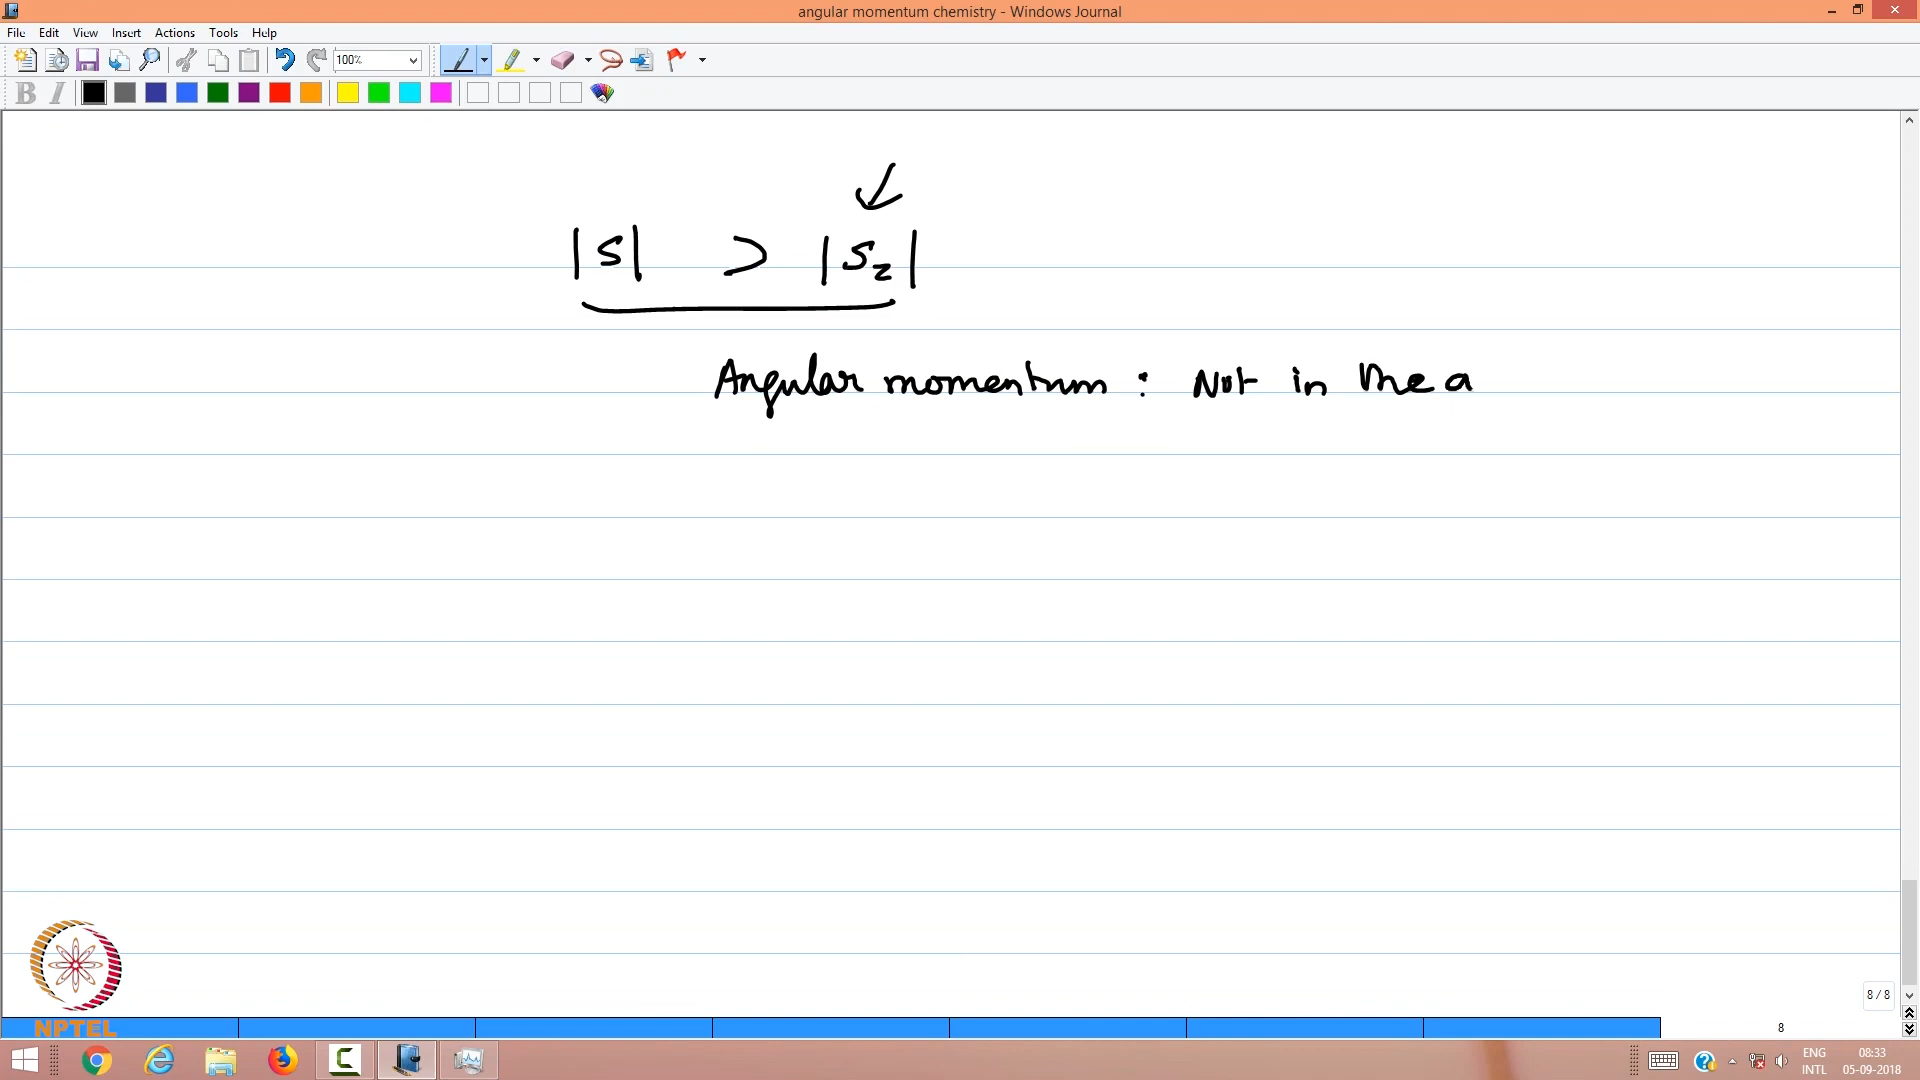 angular momentum chemistry - Windows Journal
File Edit View Insert Actions Tools Help
100%
B I
|S| > |S₂|
Angular momentum : Not in the a
8 / 8
NPTEL
8
ENG 08:33
INTL 05-09-2018